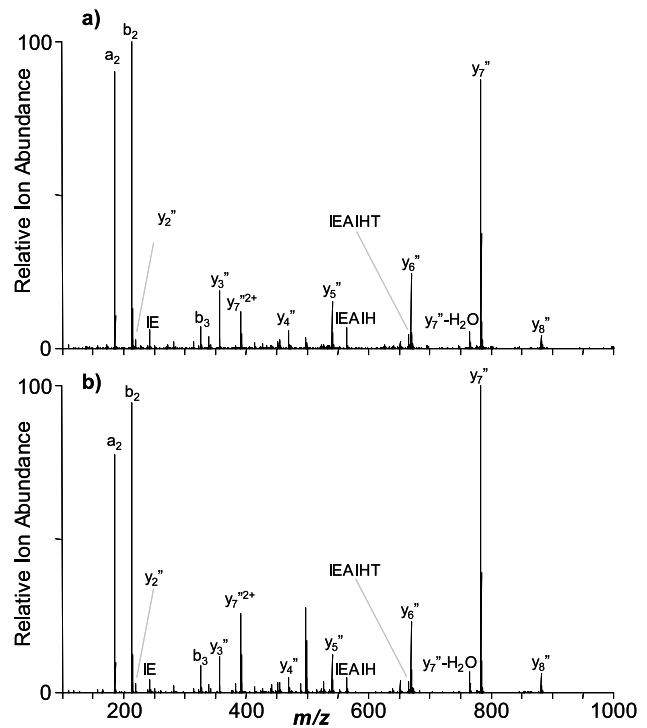 a)
Relative Ion Abundance
100
0
a2
b2
y2”
IE
b3
y3”
y7”2+
y4”
y5”
IEAIH
IEAIHT
y6”
y7”-H2O
y7”
y8”
b)
Relative Ion Abundance
100
0
a2
b2
y2”
IE
b3
y3”
y7”2+
y4”
y5”
IEAIH
IEAIHT
y6”
y7”-H2O
y7”
y8”
200 400 600 800 1000
m/z